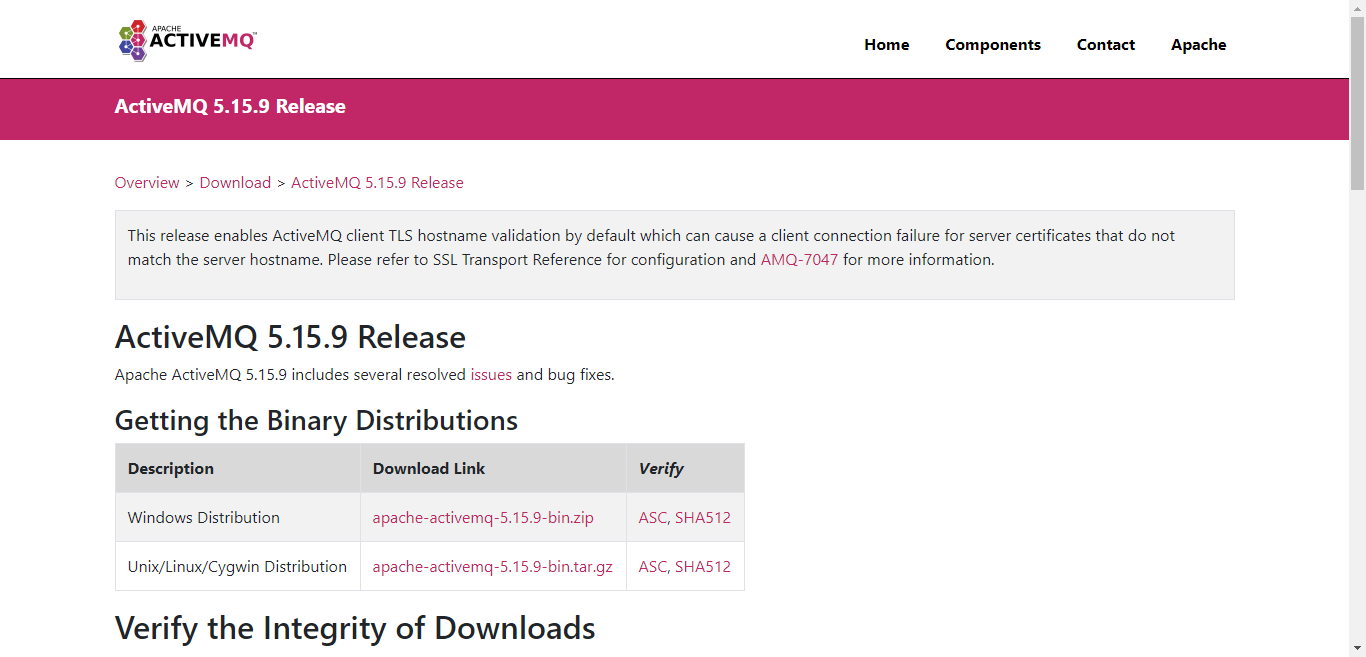 APACHE
ACTIVEMQ™
Home Components Contact Apache
ActiveMQ 5.15.9 Release
Overview > Download > ActiveMQ 5.15.9 Release
This release enables ActiveMQ client TLS hostname validation by default which can cause a client connection failure for server certificates that do not
match the server hostname. Please refer to SSL Transport Reference for configuration and AMQ-7047 for more information.
ActiveMQ 5.15.9 Release
Apache ActiveMQ 5.15.9 includes several resolved issues and bug fixes.
Getting the Binary Distributions
Description Download Link Verify
Windows Distribution apache-activemq-5.15.9-bin.zip ASC, SHA512
Unix/Linux/Cygwin Distribution apache-activemq-5.15.9-bin.tar.gz ASC, SHA512
Verify the Integrity of Downloads